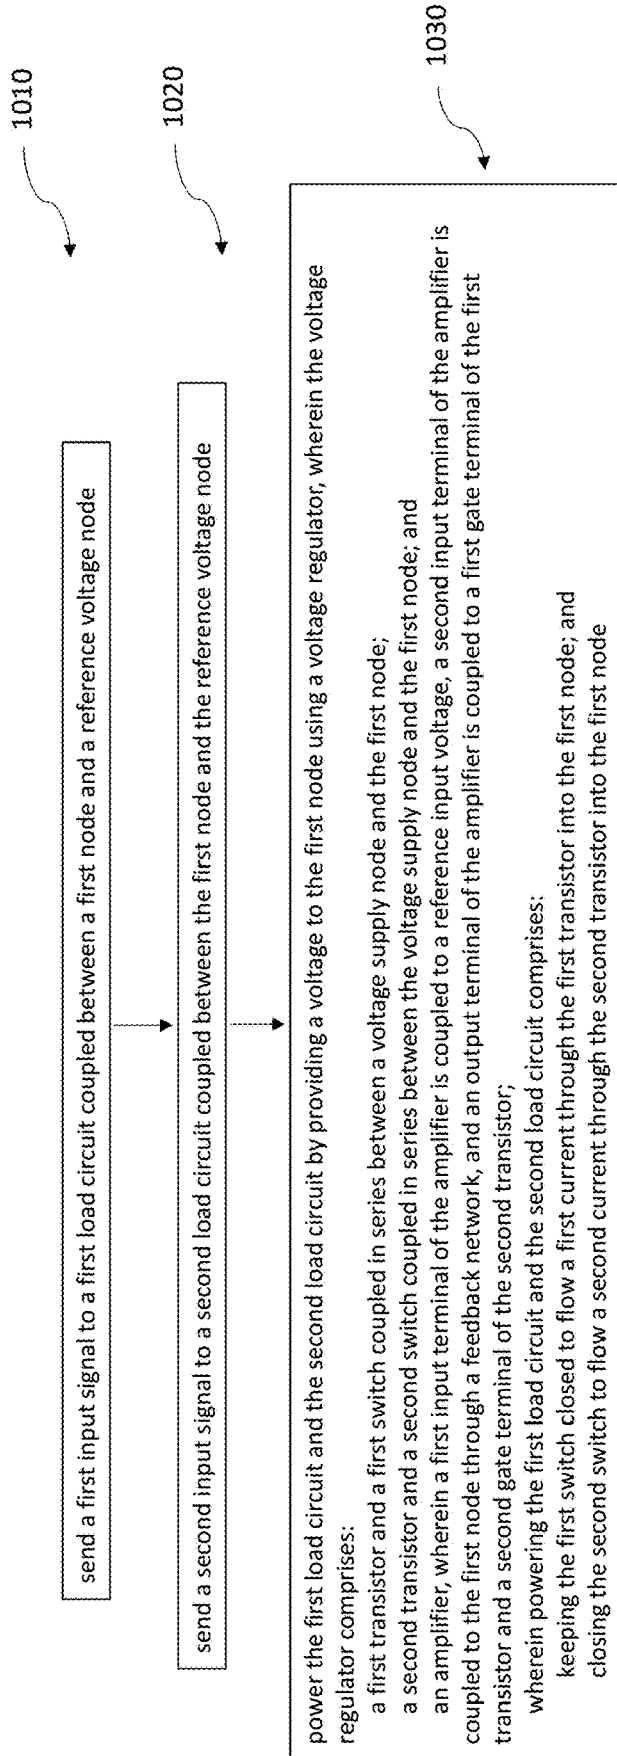 1010
send a first input signal to a first load circuit coupled between a first node and a reference voltage node
1020
send a second input signal to a second load circuit coupled between the first node and the reference voltage node
1030
power the first load circuit and the second load circuit by providing a voltage to the first node using a voltage regulator, wherein the voltage
regulator comprises:
a first transistor and a first switch coupled in series between a voltage supply node and the first node;
a second transistor and a second switch coupled in series between the voltage supply node and the first node; and
an amplifier, wherein a first input terminal of the amplifier is coupled to a reference input voltage, a second input terminal of the amplifier is
coupled to the first node through a feedback network, and an output terminal of the amplifier is coupled to a first gate terminal of the first
transistor and a second gate terminal of the second transistor;
wherein powering the first load circuit and the second load circuit comprises:
keeping the first switch closed to flow a first current through the first transistor into the first node; and
closing the second switch to flow a second current through the second transistor into the first node